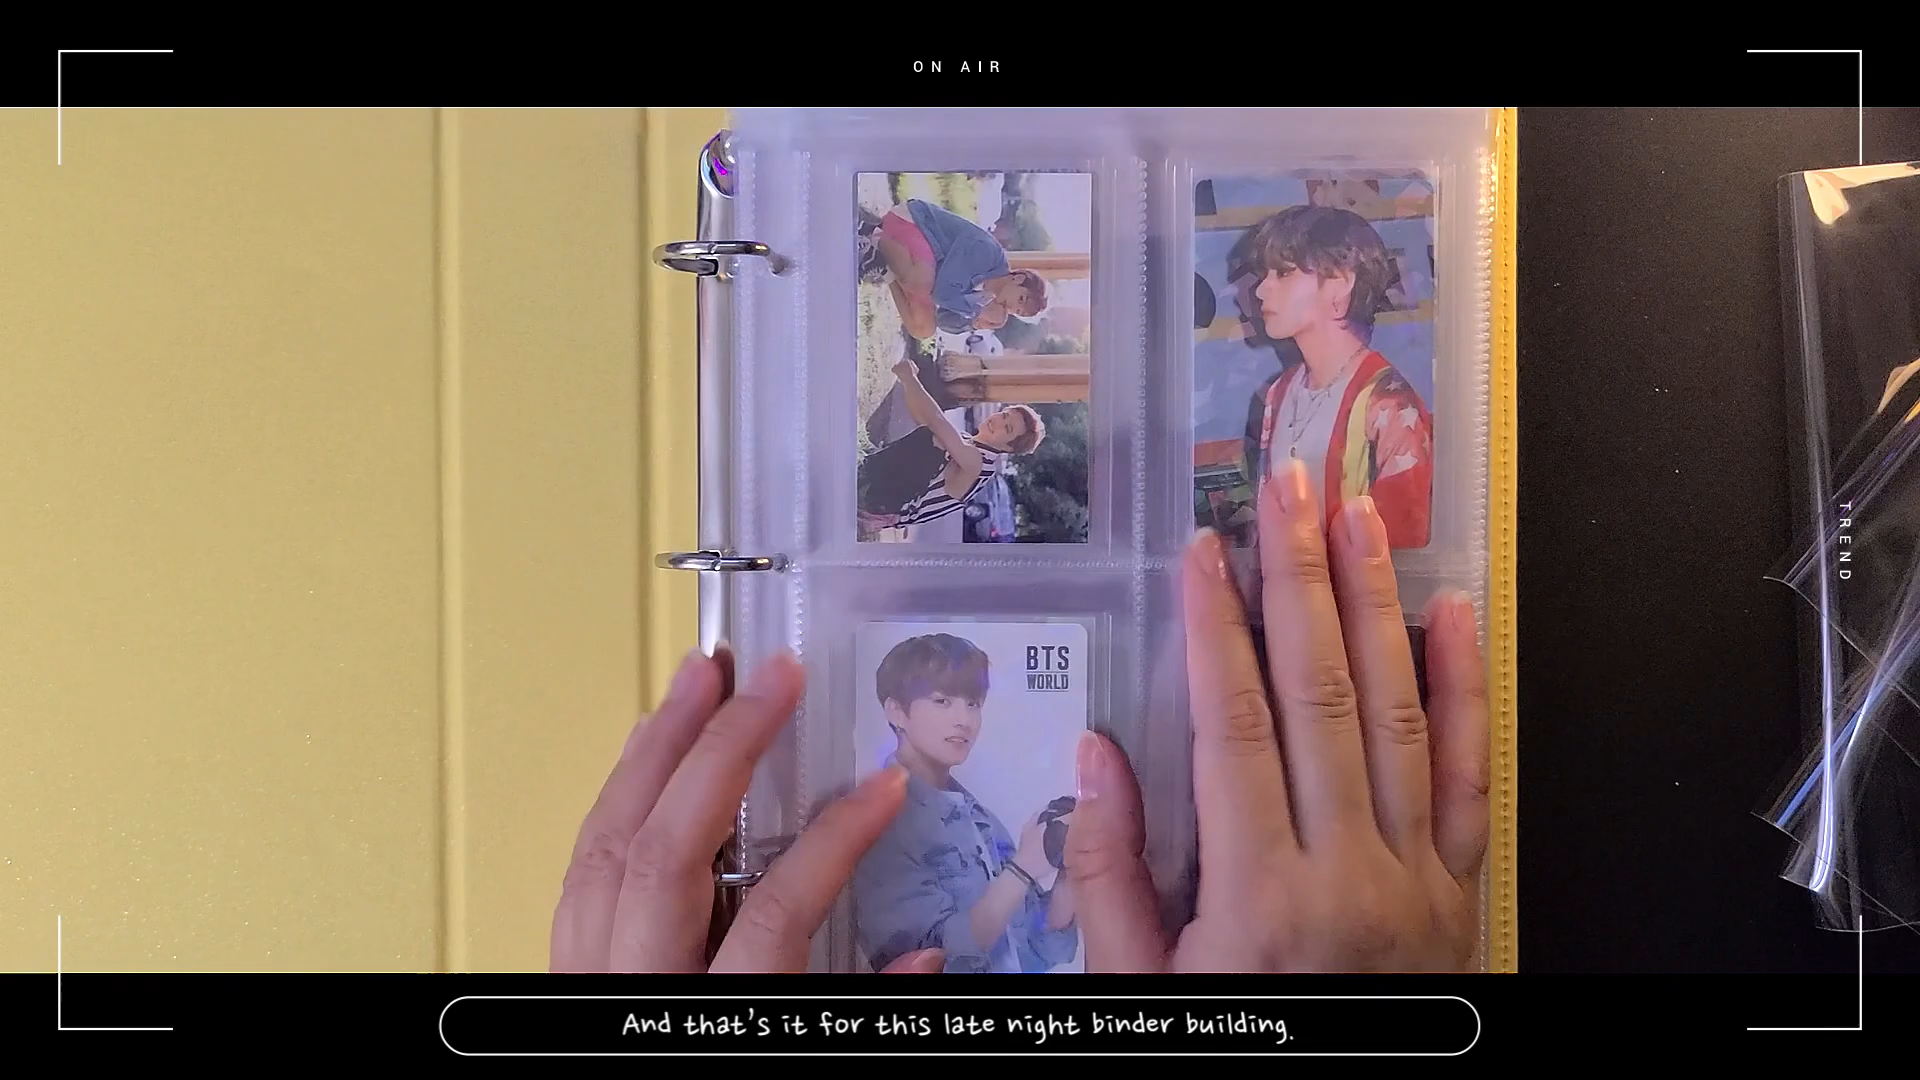 ON AIR
BTS
WORLD
TREND
And that's it for this late night binder building.